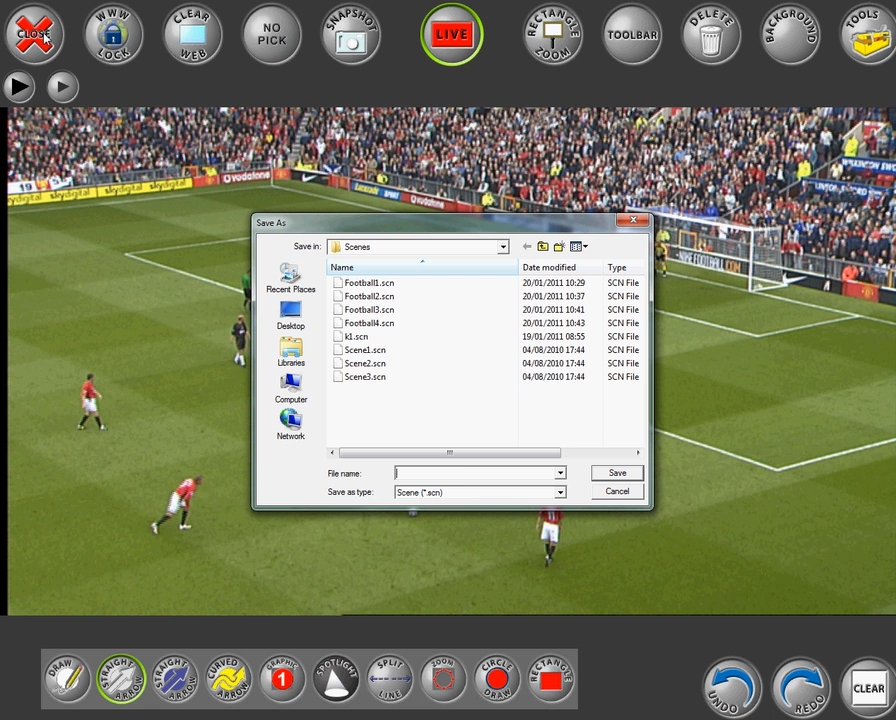 CLOSE
WWW LOCK
CLEAR WEB
NO PICK
SNAPSHOT
LIVE
RECTANGLE ZOOM
TOOLBAR
DELETE
BACKGROUND
TOOLS
19
skydigital
skydigital
skydigital
vodafone
vodafone
Save As
Save in:
Scenes
Name
Date modified
Type
Football1.scn
20/01/2011 10:29
SCN File
Football2.scn
20/01/2011 10:37
SCN File
Football3.scn
20/01/2011 10:41
SCN File
Football4.scn
20/01/2011 10:43
SCN File
k1.scn
19/01/2011 08:55
SCN File
Scene1.scn
04/08/2010 17:44
SCN File
Scene2.scn
04/08/2010 17:44
SCN File
Scene3.scn
04/08/2010 17:44
SCN File
Recent Places
Desktop
Libraries
Computer
Network
File name:
Save
Save as type:
Scene (*.scn)
Cancel
DRAW
STRAIGHT ARROW
STRAIGHT ARROW
CURVED ARROW
GRAPHIC
1
SPOTLIGHT
SPLIT LINE
ZOOM
CIRCLE DRAW
RECTANGLE
UNDO
REDO
CLEAR